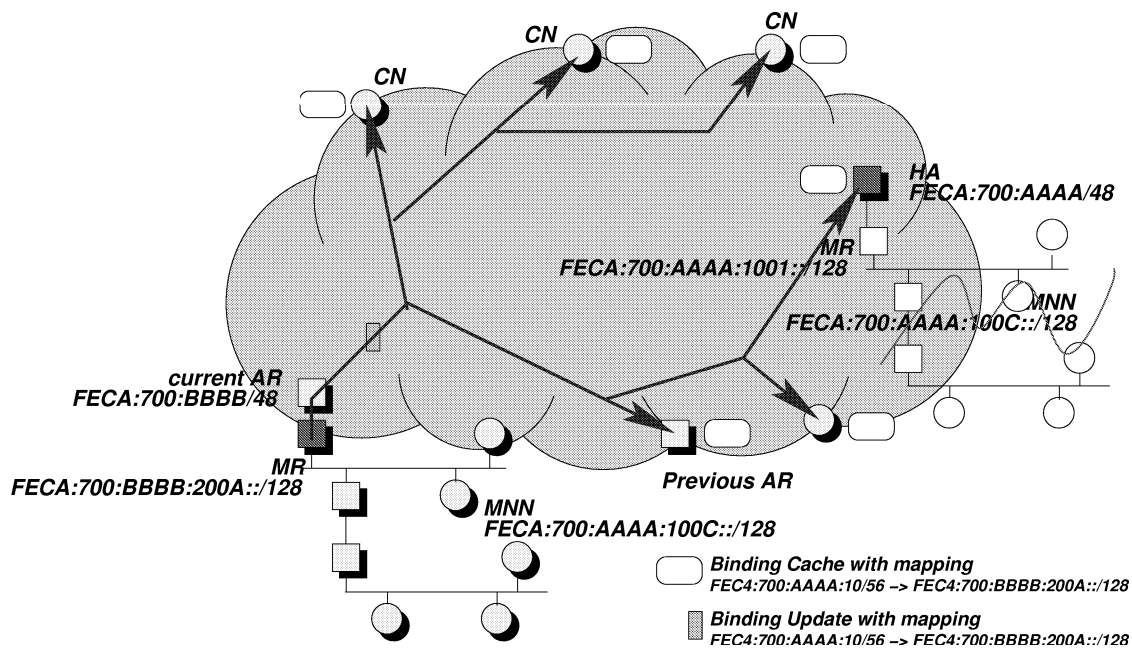 CN
CN
CN
HA
FECA:700:AAAA/48
MR
FECA:700:AAAA:1001::/128
MNN
FECA:700:AAAA:100C::/128
current AR
FECA:700:BBBB/48
MR
FECA:700:BBBB:200A::/128
Previous AR
MNN
FECA:700:AAAA:100C::/128
Binding Cache with mapping
FEC4:700:AAAA:10/56 −> FEC4:700:BBBB:200A::/128
Binding Update with mapping
FEC4:700:AAAA:10/56 −> FEC4:700:BBBB:200A::/128